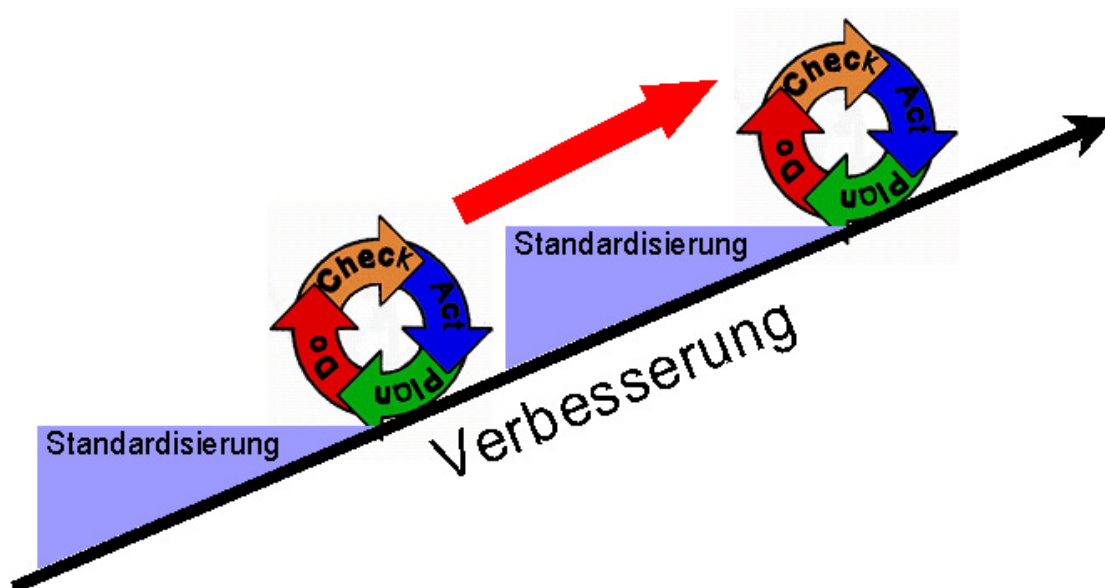 Check
Act
Plan
Do
Standardisierung
Check
Act
Plan
Do
Standardisierung
Verbesserung